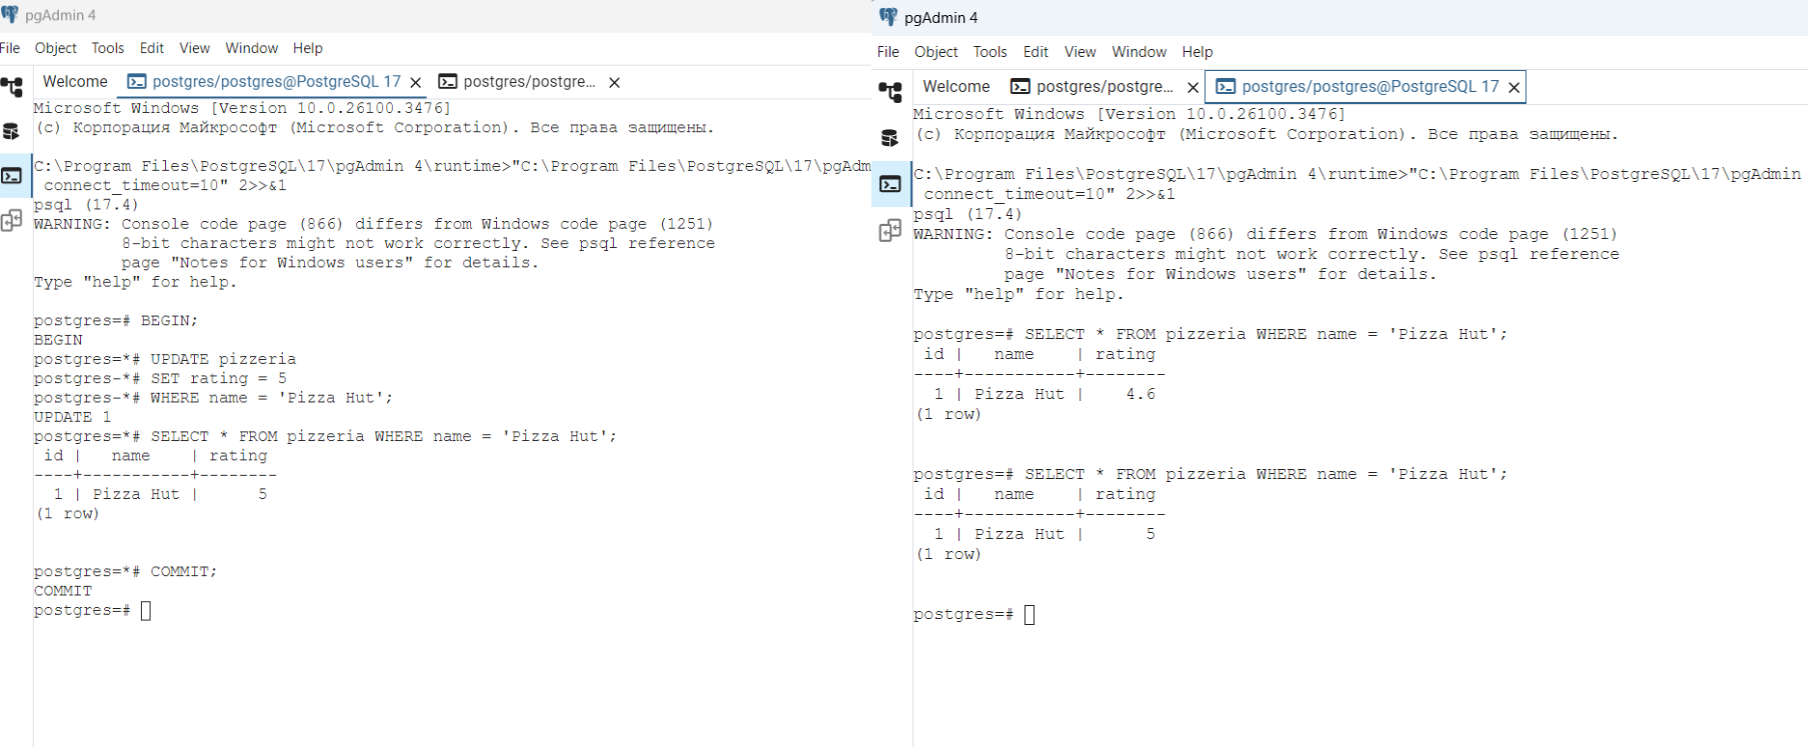 pgAdmin 4
File Object Tools Edit View Window Help
Welcome postgres/postgres@PostgreSQL 17 postgres/postgre...
Microsoft Windows [Version 10.0.26100.3476]
(c) Корпорация Майкрософт (Microsoft Corporation). Все права защищены.
C:\Program Files\PostgreSQL\17\pgAdmin 4\runtime>"C:\Program Files\PostgreSQL\17\pgAdm
connect_timeout=10" 2>>&1
psql (17.4)
WARNING: Console code page (866) differs from Windows code page (1251)
8-bit characters might not work correctly. See psql reference
page "Notes for Windows users" for details.
Type "help" for help.
postgres=# BEGIN;
BEGIN
postgres=*# UPDATE pizzeria
postgres-*# SET rating = 5
postgres-*# WHERE name = 'Pizza Hut';
UPDATE 1
postgres=*# SELECT * FROM pizzeria WHERE name = 'Pizza Hut';
id | name | rating
----+-----------+--------
1 | Pizza Hut | 5
(1 row)
postgres=*# COMMIT;
COMMIT
postgres=#
pgAdmin 4
File Object Tools Edit View Window Help
Welcome postgres/postgre... postgres/postgres@PostgreSQL 17
Microsoft Windows [Version 10.0.26100.3476]
(c) Корпорация Майкрософт (Microsoft Corporation). Все права защищены.
C:\Program Files\PostgreSQL\17\pgAdmin 4\runtime>"C:\Program Files\PostgreSQL\17\pgAdmin
connect_timeout=10" 2>>&1
psql (17.4)
WARNING: Console code page (866) differs from Windows code page (1251)
8-bit characters might not work correctly. See psql reference
page "Notes for Windows users" for details.
Type "help" for help.
postgres=# SELECT * FROM pizzeria WHERE name = 'Pizza Hut';
id | name | rating
----+-----------+--------
1 | Pizza Hut | 4.6
(1 row)
postgres=# SELECT * FROM pizzeria WHERE name = 'Pizza Hut';
id | name | rating
----+-----------+--------
1 | Pizza Hut | 5
(1 row)
postgres=#